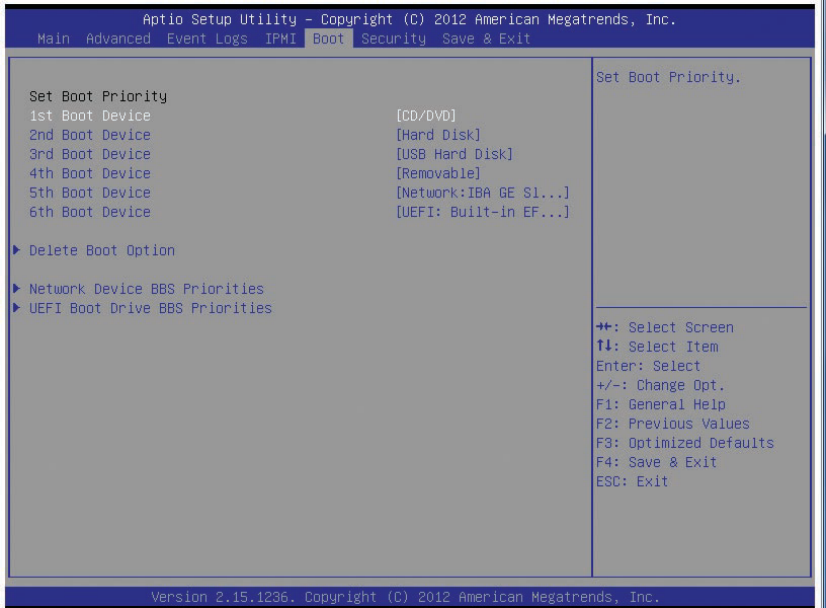 Aptio Setup Utility – Copyright (C) 2012 American Megatrends, Inc.
Main Advanced Event Logs IPMI Boot Security Save & Exit
Set Boot Priority
1st Boot Device [CD/DVD]
2nd Boot Device [Hard Disk]
3rd Boot Device [USB Hard Disk]
4th Boot Device [Removable]
5th Boot Device [Network:IBA GE Sl...]
6th Boot Device [UEFI: Built-in EF...]
Delete Boot Option
Network Device BBS Priorities
UEFI Boot Drive BBS Priorities
Set Boot Priority.
→←: Select Screen
↑↓: Select Item
Enter: Select
+/-: Change Opt.
F1: General Help
F2: Previous Values
F3: Optimized Defaults
F4: Save & Exit
ESC: Exit
Version 2.15.1236. Copyright (C) 2012 American Megatrends, Inc.